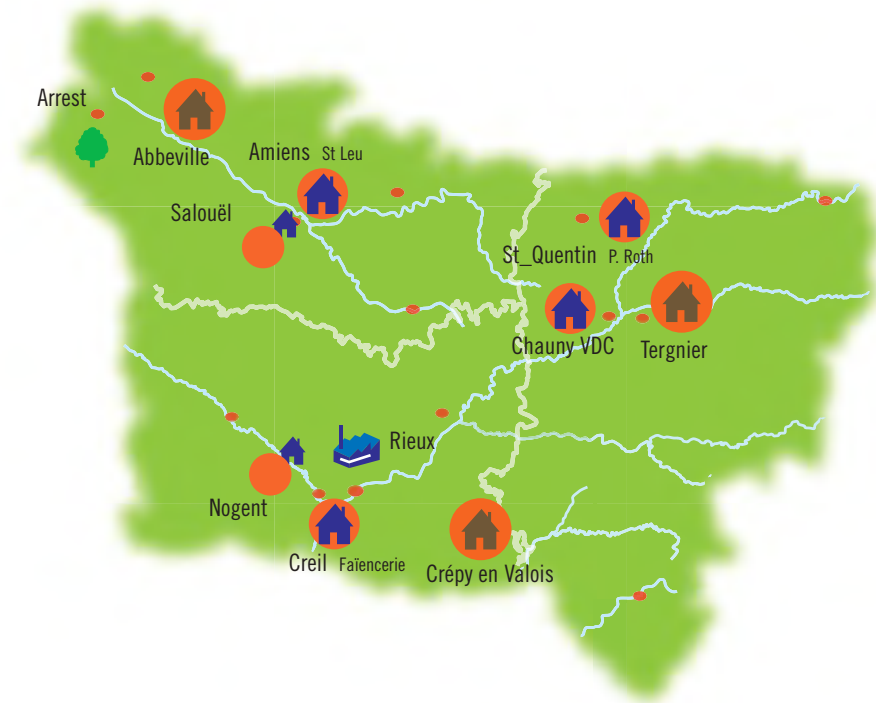 Arrest
Abbeville
Amiens St Leu
Salouël
St_Quentin P. Roth
Chauny VDC
Tergnier
Rieux
Nogent
Creil Faïencerie
Crépy en Valois